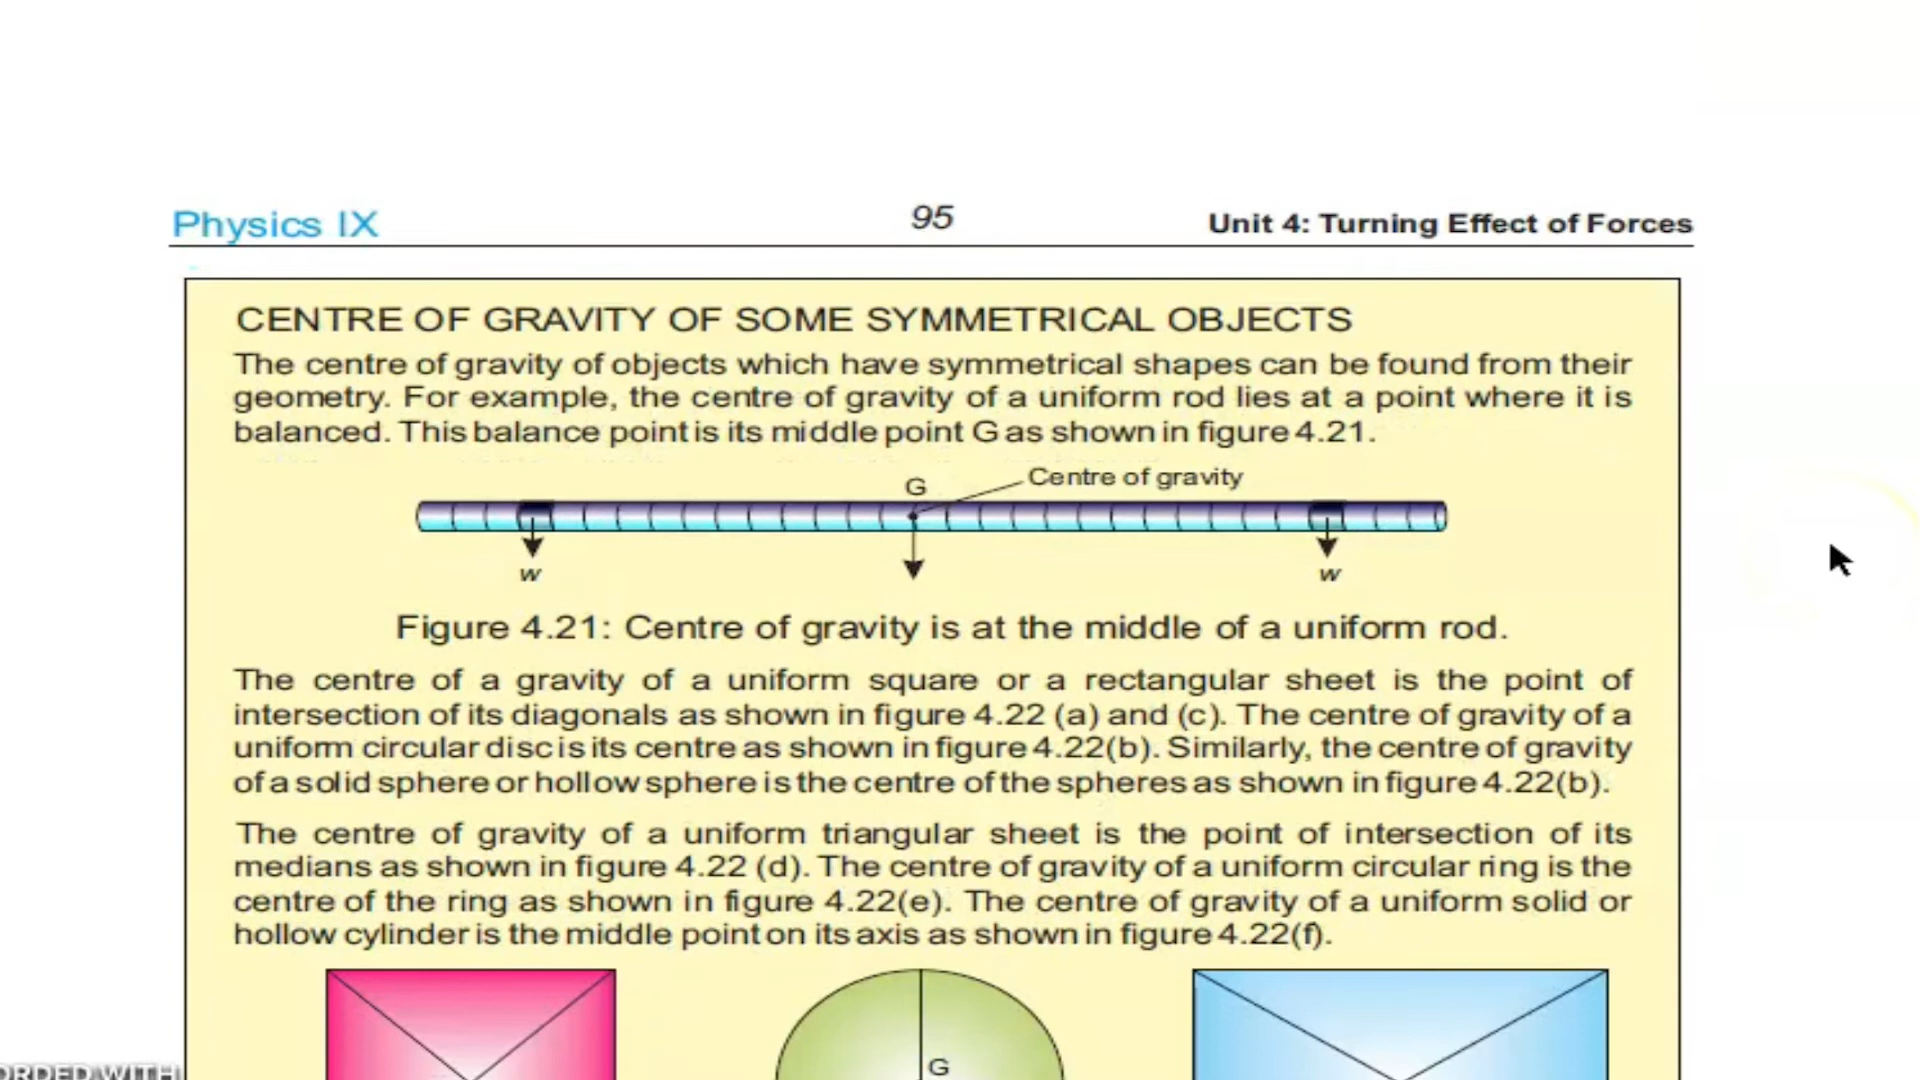 Physics IX
95
Unit 4: Turning Effect of Forces
CENTRE OF GRAVITY OF SOME SYMMETRICAL OBJECTS
The centre of gravity of objects which have symmetrical shapes can be found from their
geometry. For example, the centre of gravity of a uniform rod lies at a point where it is
balanced. This balance point is its middle point G as shown in figure 4.21.
G
Centre of gravity
w
w
Figure 4.21: Centre of gravity is at the middle of a uniform rod.
The centre of a gravity of a uniform square or a rectangular sheet is the point of
intersection of its diagonals as shown in figure 4.22 (a) and (c). The centre of gravity of a
uniform circular disc is its centre as shown in figure 4.22(b). Similarly, the centre of gravity
of a solid sphere or hollow sphere is the centre of the spheres as shown in figure 4.22(b).
The centre of gravity of a uniform triangular sheet is the point of intersection of its
medians as shown in figure 4.22 (d). The centre of gravity of a uniform circular ring is the
centre of the ring as shown in figure 4.22(e). The centre of gravity of a uniform solid or
hollow cylinder is the middle point on its axis as shown in figure 4.22(f).
G
WITH